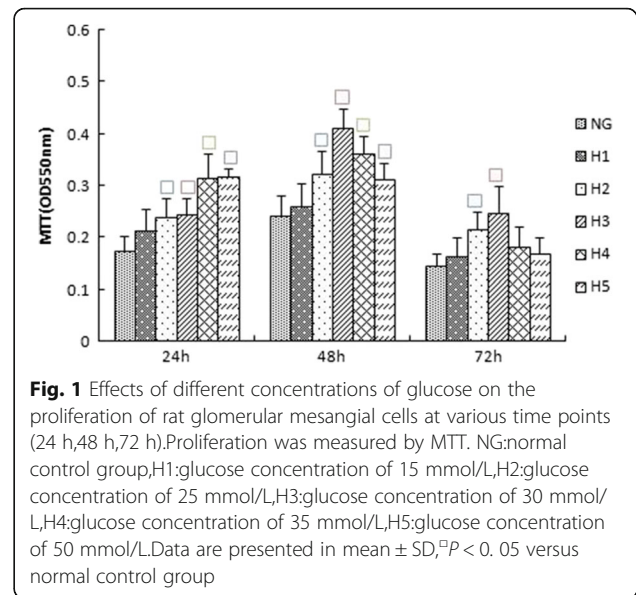 0.6
0.5
0.4
0.3
0.2
0.1
0
MTT(OD550nm)
24h 48h 72h
NG
H1
H2
H3
H4
H5
Fig. 1 Effects of different concentrations of glucose on the
proliferation of rat glomerular mesangial cells at various time points
(24 h,48 h,72 h).Proliferation was measured by MTT. NG:normal
control group,H1:glucose concentration of 15 mmol/L,H2:glucose
concentration of 25 mmol/L,H3:glucose concentration of 30 mmol/
L,H4:glucose concentration of 35 mmol/L,H5:glucose concentration
of 50 mmol/L.Data are presented in mean ± SD,□P < 0. 05 versus
normal control group